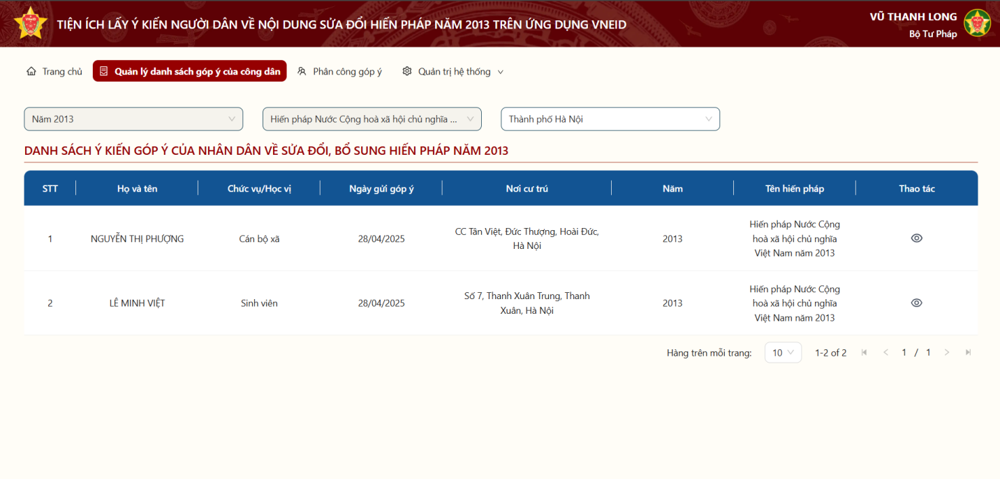 TIỆN ÍCH LẤY Ý KIẾN NGƯỜI DÂN VỀ NỘI DUNG SỬA ĐỔI HIẾN PHÁP NĂM 2013 TRÊN ỨNG DỤNG VNEID
VŨ THANH LONG
Bộ Tư Pháp
Trang chủ
Quản lý danh sách góp ý của công dân
Phân công góp ý
Quản trị hệ thống
Năm 2013
Hiến pháp Nước Cộng hoà xã hội chủ nghĩa ...
Thành phố Hà Nội
DANH SÁCH Ý KIẾN GÓP Ý CỦA NHÂN DÂN VỀ SỬA ĐỔI, BỔ SUNG HIẾN PHÁP NĂM 2013
STT Họ và tên Chức vụ/Học vị Ngày gửi góp ý Nơi cư trú Năm Tên hiến pháp Thao tác
1
NGUYỄN THỊ PHƯỢNG
Cán bộ xã
28/04/2025
CC Tân Việt, Đức Thượng, Hoài Đức,
Hà Nội
2013
Hiến pháp Nước Cộng
hoà xã hội chủ nghĩa
Việt Nam năm 2013
2
LÊ MINH VIỆT
Sinh viên
28/04/2025
Số 7, Thanh Xuân Trung, Thanh
Xuân, Hà Nội
2013
Hiến pháp Nước Cộng
hoà xã hội chủ nghĩa
Việt Nam năm 2013
Hàng trên mỗi trang: 10 1-2 of 2 1 / 1